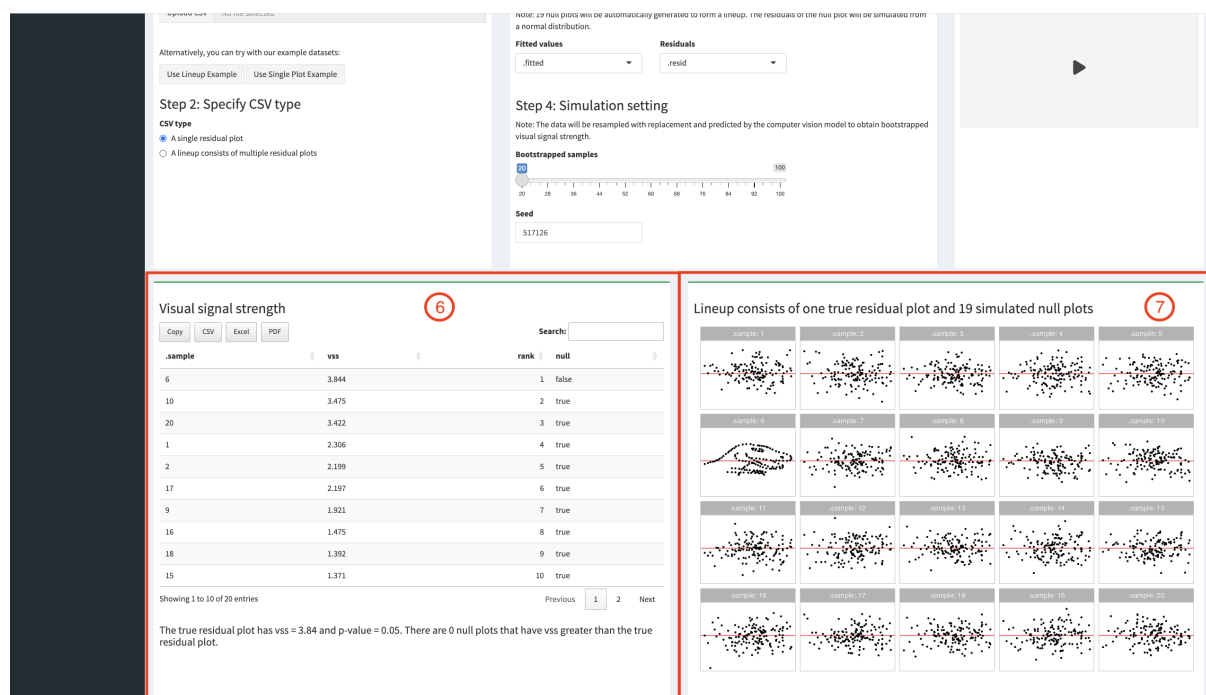 Upload CSV No file selected
Alternatively, you can try with our example datasets:
Use Lineup Example Use Single Plot Example
Step 2: Specify CSV type
CSV type
A single residual plot
A lineup consists of multiple residual plots
Note: 19 null plots will be automatically generated to form a lineup. The residuals of the null plot will be simulated from
a normal distribution.
Fitted values Residuals
.fitted .resid
Step 4: Simulation setting
Note: The data will be resampled with replacement and predicted by the computer vision model to obtain bootstrapped
visual signal strength.
Bootstrapped samples
20 100
20 28 36 44 52 60 68 76 84 92 100
Seed
517126
6
Visual signal strength
Copy CSV Excel PDF Search:
.sample vss rank null
6 3.844 1 false
10 3.475 2 true
20 3.422 3 true
1 2.306 4 true
2 2.199 5 true
17 2.197 6 true
9 1.921 7 true
16 1.475 8 true
18 1.392 9 true
15 1.371 10 true
Showing 1 to 10 of 20 entries Previous 1 2 Next
The true residual plot has vss = 3.84 and p-value = 0.05. There are 0 null plots that have vss greater than the true
residual plot.
7
Lineup consists of one true residual plot and 19 simulated null plots
.sample: 1 .sample: 2 .sample: 3 .sample: 4 .sample: 5
.sample: 6 .sample: 7 .sample: 8 .sample: 9 .sample: 10
.sample: 11 .sample: 12 .sample: 13 .sample: 14 .sample: 15
.sample: 16 .sample: 17 .sample: 18 .sample: 19 .sample: 20